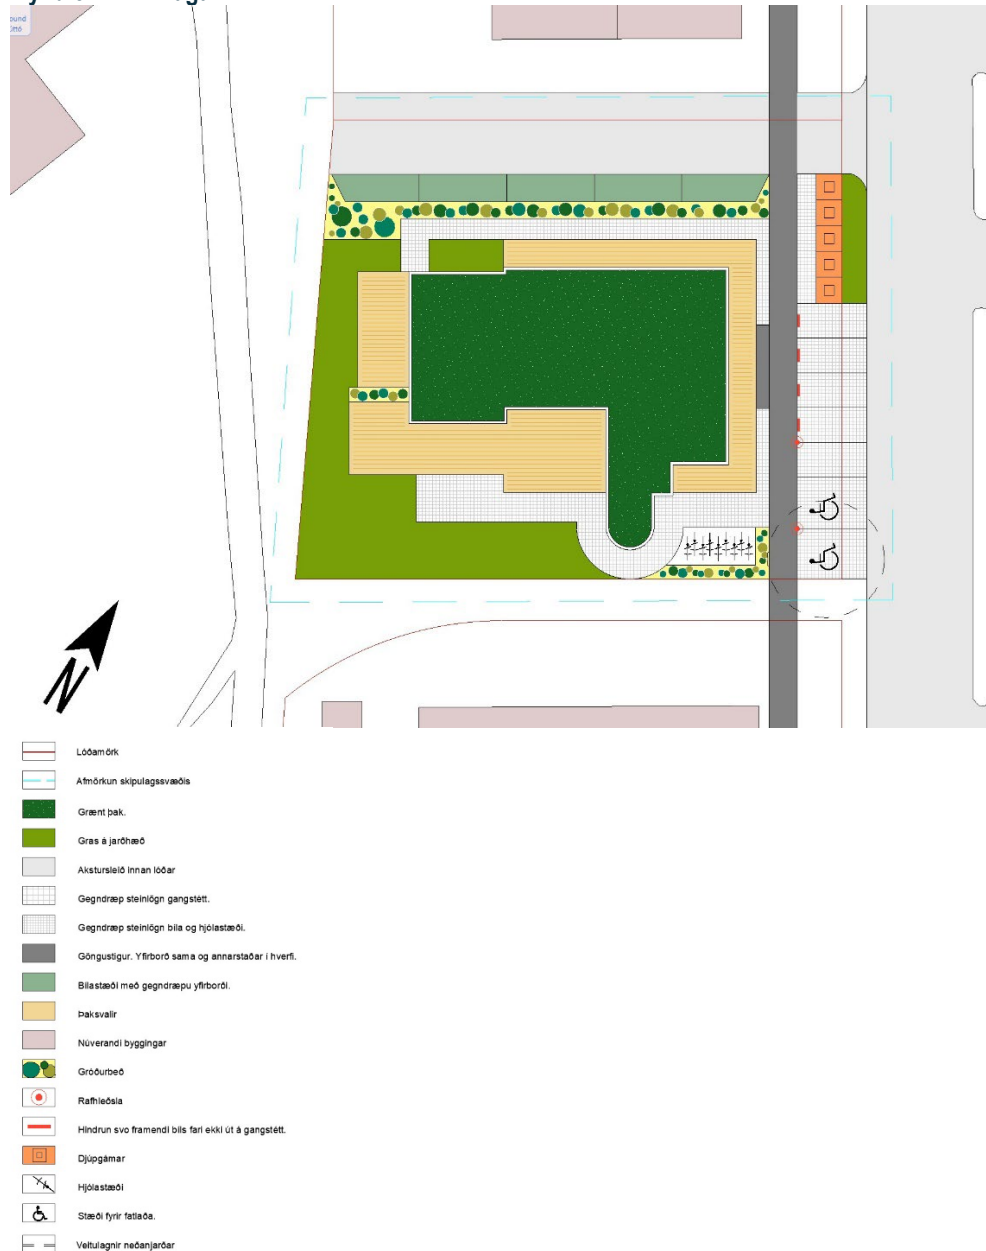 ound
ottó
N
Lóðamörk
Afmörkun skipulagssvæðis
Grænt þak.
Gras á jarðhæð
Akstursleið innan lóðar
Gegndræp steinlögn gangstétt.
Gegndræp steinlögn bíla og hjólastæði.
Göngustígur. Yfirborð sama og annarstaðar í hverfi.
Bílastæði með gegndræpu yfirborði.
Þaksvalir
Núverandi byggingar
Gróðurbeð
Rafhleðsla
Hindrun svo framendi bíls fari ekki út á gangstétt.
Djúpgámar
Hjólastæði
Stæði fyrir fatlaða.
Veitulagnir neðanjarðar